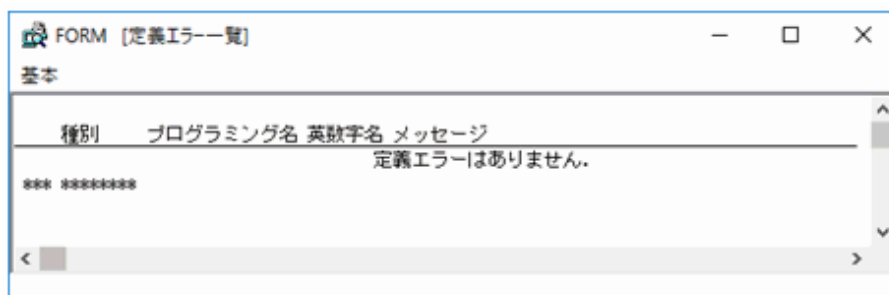 FORM [定義エラー一覧]
基本
種別 プログラミング名 英数字名 メッセージ
定義エラーはありません.
*** ********